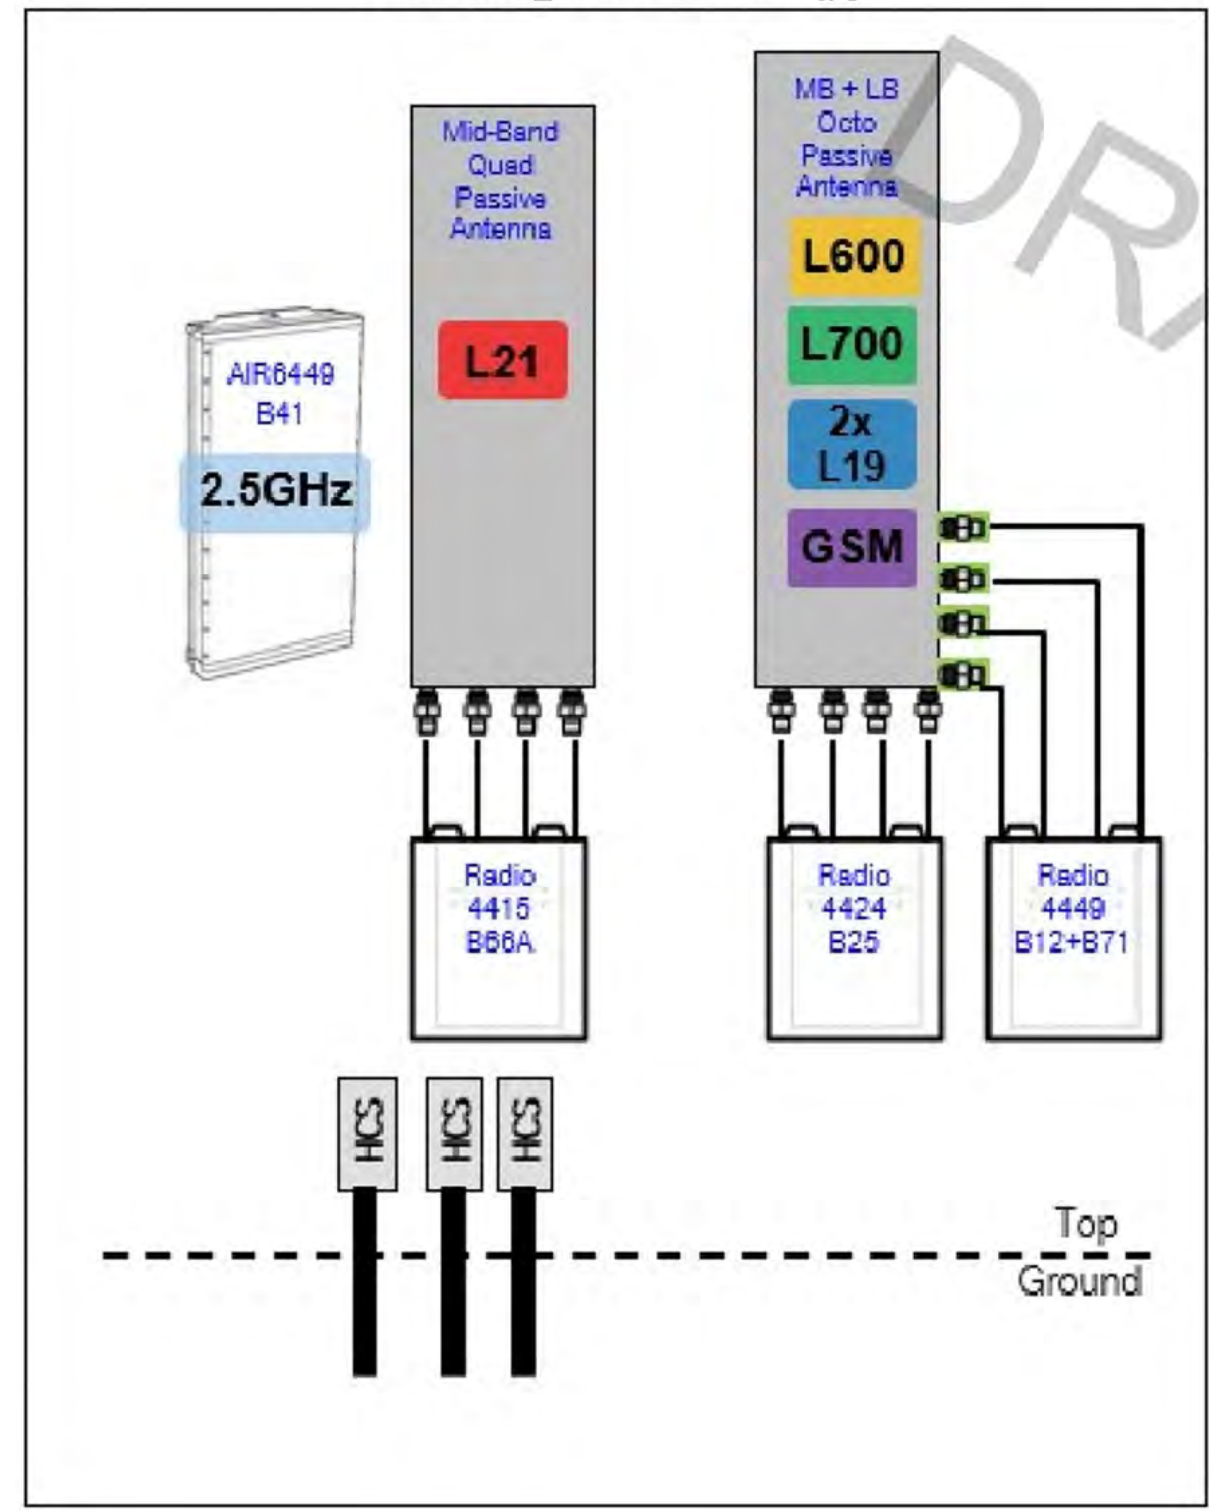 MB + LB
Octo
Passive
Antenna
L600
L700
2x
L19
GSM
Mid-Band
Quad
Passive
Antenna
L21
AIR6449
B41
2.5GHz
Radio
4415
B66A
Radio
4424
B25
Radio
4449
B12+B71
HCS
HCS
HCS
Top
Ground